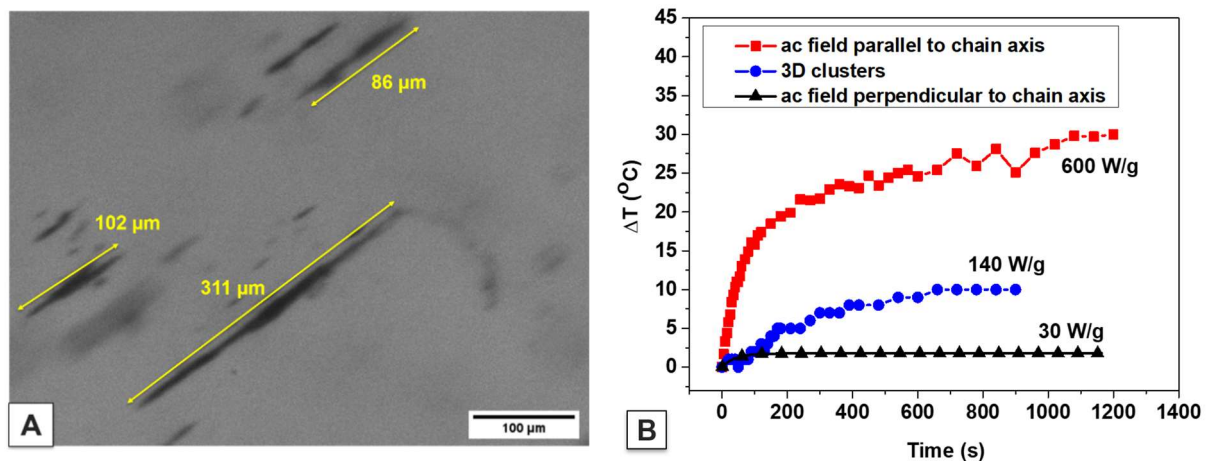 86 µm
102 µm
311 µm
100 µm
A
45
40
35
30
25
20
15
10
5
0
ΔT (°C)
ac field parallel to chain axis
3D clusters
ac field perpendicular to chain axis
600 W/g
140 W/g
30 W/g
0 200 400 600 800 1000 1200 1400
Time (s)
B